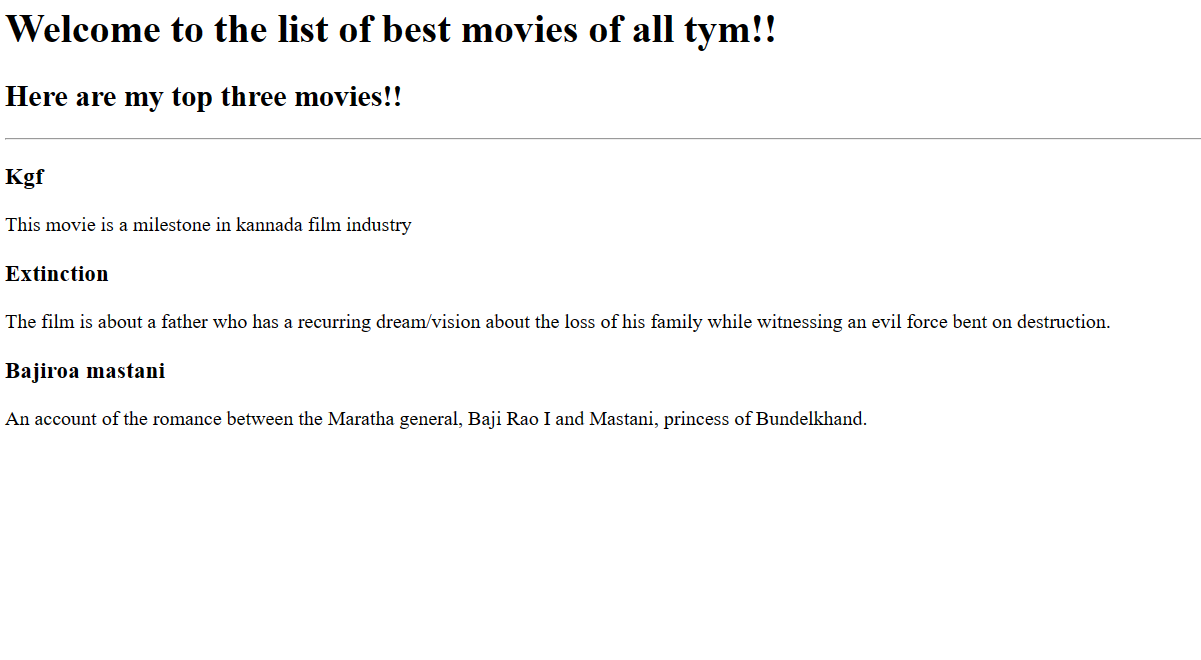 Welcome to the list of best movies of all tym!!
Here are my top three movies!!
Kgf
This movie is a milestone in kannada film industry
Extinction
The film is about a father who has a recurring dream/vision about the loss of his family while witnessing an evil force bent on destruction.
Bajiroa mastani
An account of the romance between the Maratha general, Baji Rao I and Mastani, princess of Bundelkhand.